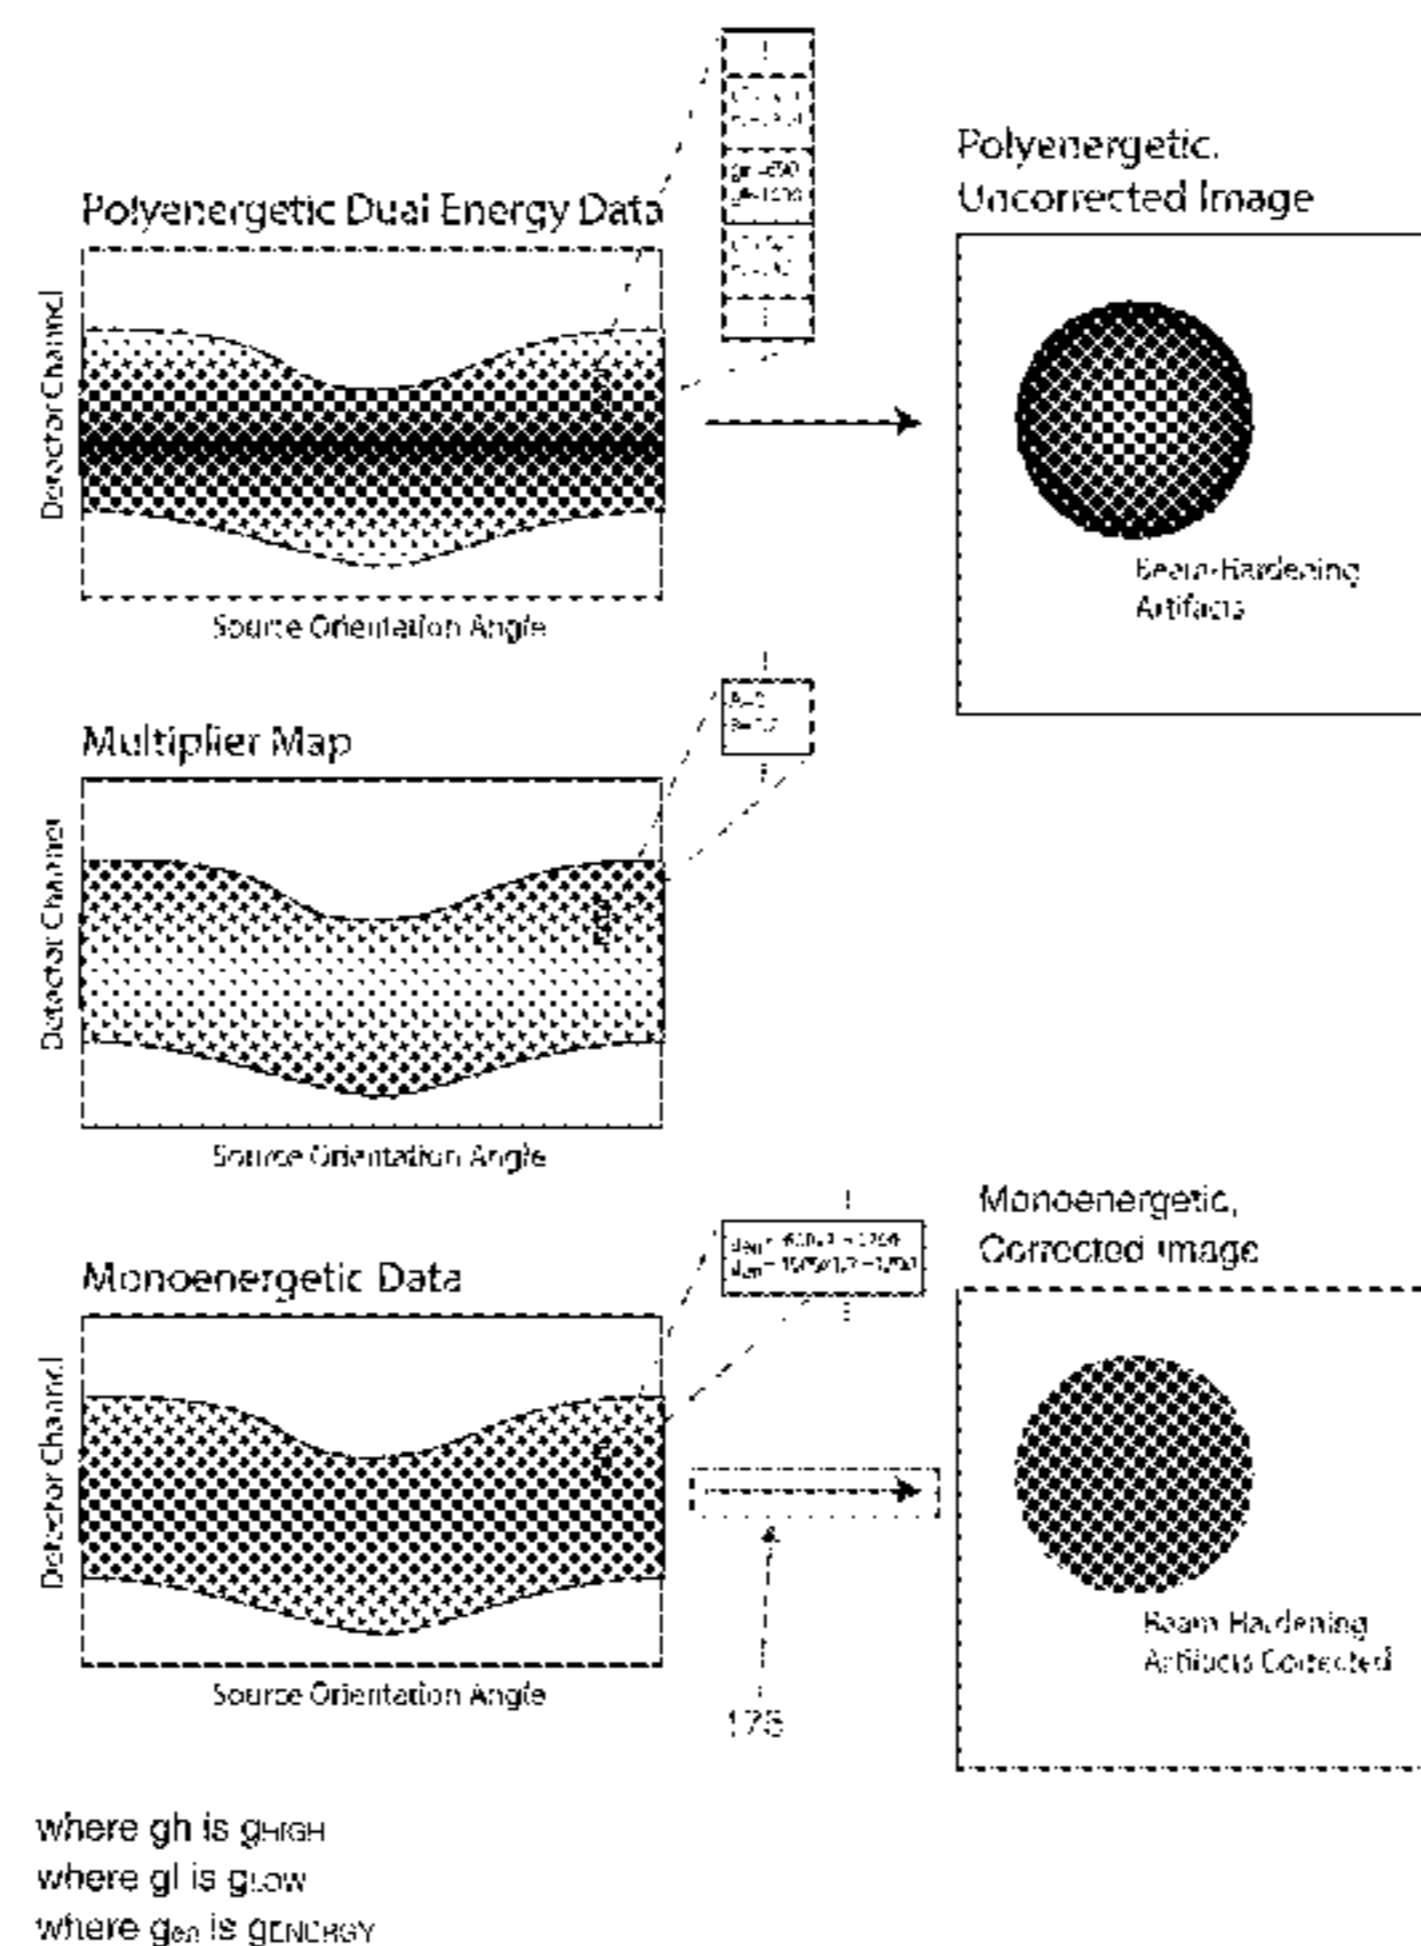 Polyenergetic Dual Energy Data
Detector Channel
Source Orientation Angle
Polyenergetic,
Uncorrected Image
Beam-Hardening
Artifacts
Multiplier Map
Detector Channel
Source Orientation Angle
Monoenergetic Data
Detector Channel
Source Orientation Angle
Monoenergetic,
Corrected Image
Beam Hardening
Artifacts Corrected
where gh is gHIGH
where gl is gLOW
where gen is gENERGY